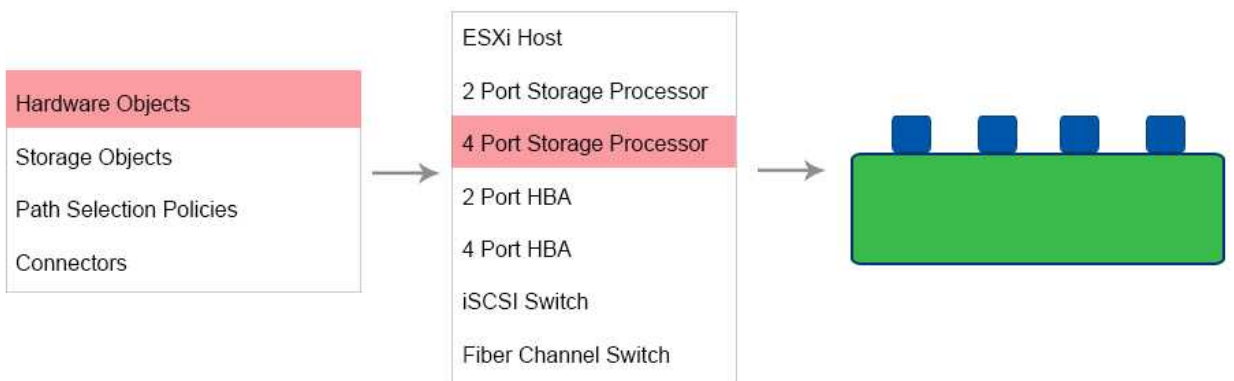 Hardware Objects
Storage Objects
Path Selection Policies
Connectors
ESXi Host
2 Port Storage Processor
4 Port Storage Processor
2 Port HBA
4 Port HBA
iSCSI Switch
Fiber Channel Switch